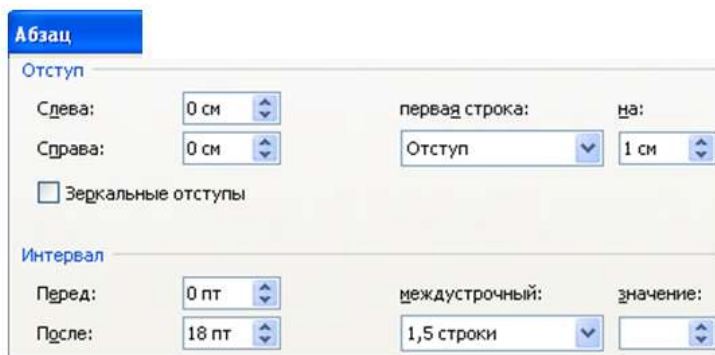 Абзац
Отступ
Слева: 0 см первая строка: на:
Справа: 0 см Отступ 1 см
Зеркальные отступы
Интервал
Перед: 0 пт междустрочный: значение:
После: 18 пт 1,5 строки